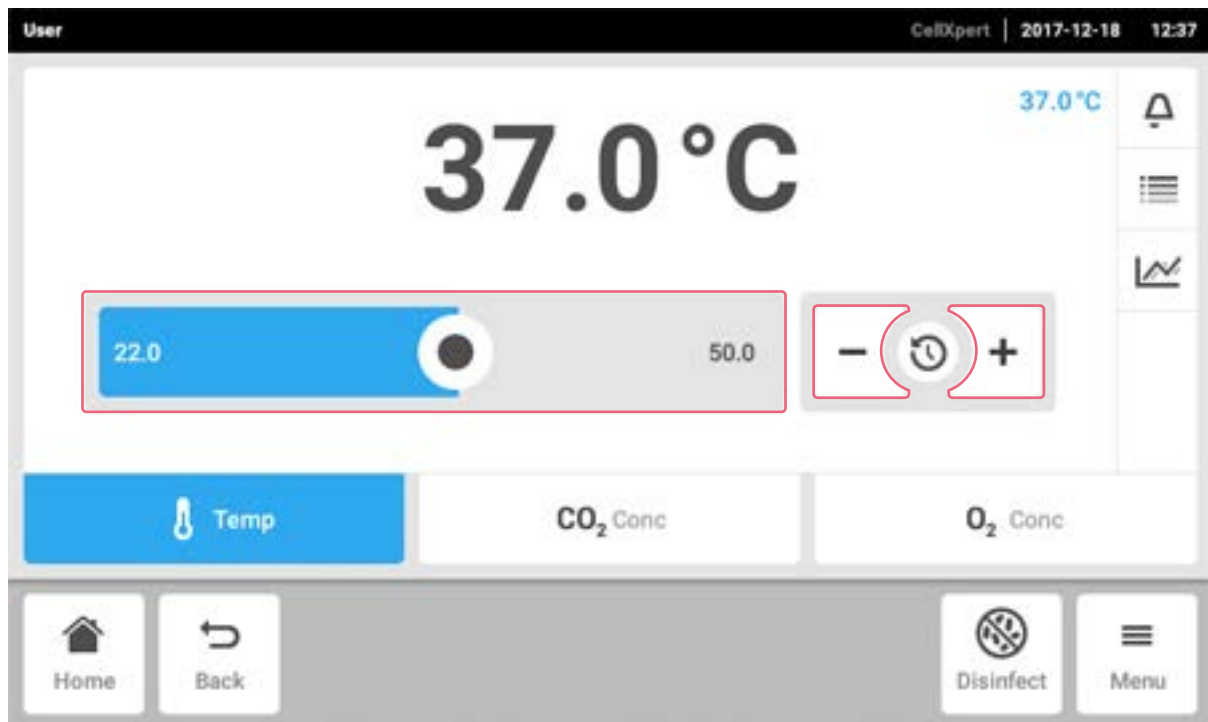 User CellXpert | 2017-12-18 12:37
37.0°C
37.0°C
22.0 50.0 − +
Temp CO₂ Conc O₂ Conc
Home Back Disinfect Menu